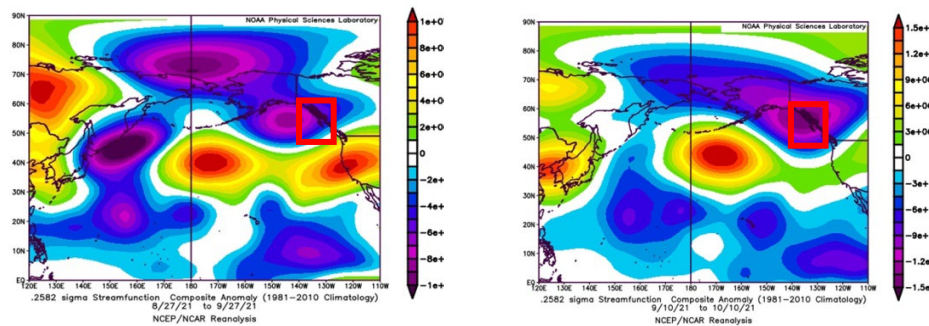 NOAA Physical Sciences Laboratory
90N
80N
70N
60N
50N
40N
30N
20N
10N
EQ
120E 130E 140E 150E 160E 170E 180 170W 160W 150W 140W 130W 120W 110W
1e+0
8e+0
6e+0
4e+0
2e+0
0
−2e+
−4e+
−6e+
−8e+
−1e+
.2582 sigma Streamfunction Composite Anomaly (1981−2010 Climatology)
8/27/21 to 9/27/21
NCEP/NCAR Reanalysis
NOAA Physical Sciences Laboratory
90N
80N
70N
60N
50N
40N
30N
20N
10N
EQ
120E 130E 140E 150E 160E 170E 180 170W 160W 150W 140W 130W 120W 110W
1.5e+
1.2e+
9e+0
6e+0
3e+0
0
−3e+
−6e+
−9e+
−1.2e
−1.5e
.2582 sigma Streamfunction Composite Anomaly (1981−2010 Climatology)
9/10/21 to 10/10/21
NCEP/NCAR Reanalysis